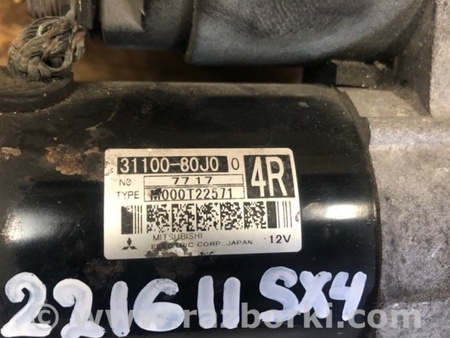 31100-80J0 0
4R
NO 7717
TYPE M000T22571
MITSUBISHI
ELECTRIC CORP., JAPAN 12V
221611 SX4
www.razborki.com